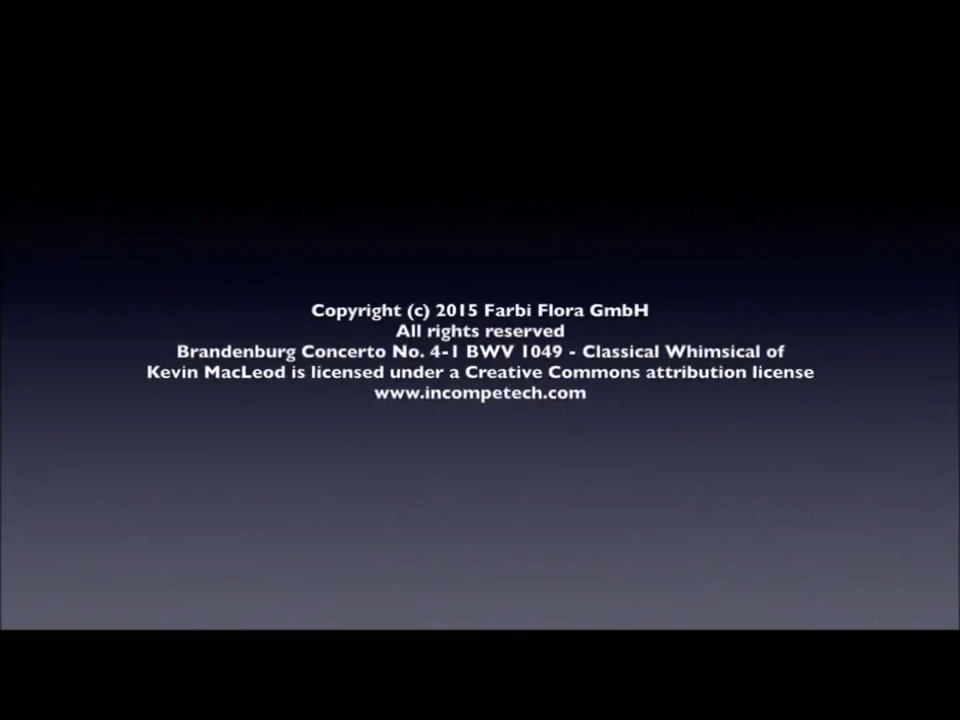 Copyright (c) 2015 Farbi Flora GmbH
All rights reserved
Brandenburg Concerto No. 4-1 BWV 1049 - Classical Whimsical of
Kevin MacLeod is licensed under a Creative Commons attribution license
www.incompetech.com